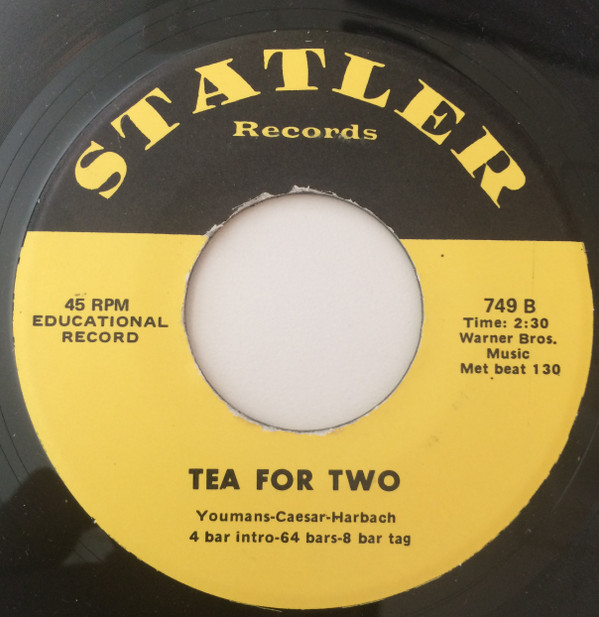 STATLER
Records
45 RPM
EDUCATIONAL
RECORD
749 B
Time: 2:30
Warner Bros.
Music
Met beat 130
TEA FOR TWO
Youmans-Caesar-Harbach
4 bar intro-64 bars-8 bar tag